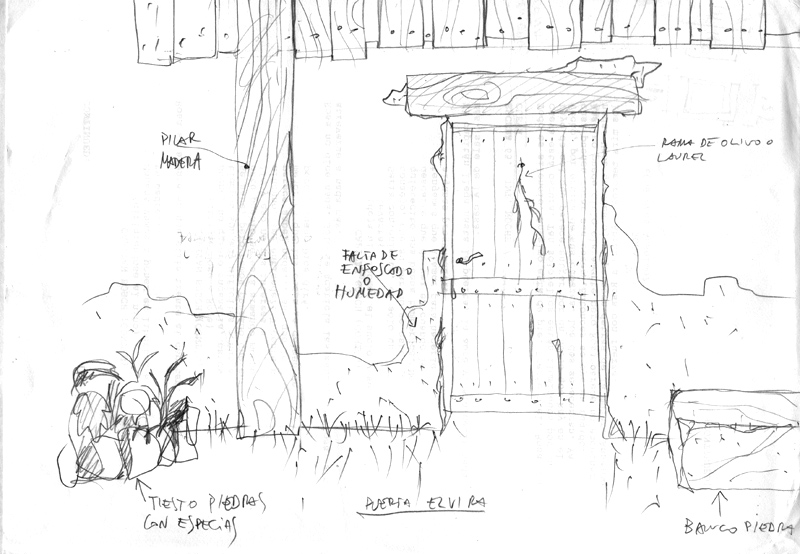 PILAR
MADERA
RAMA DE OLIVO O
LAUREL
FALTA DE
ENFOSCADO
O
HUMEDAD
TIESTO PIEDRAS
CON ESPECIAS
PUERTA ELVIRA
BANCO PIEDRA